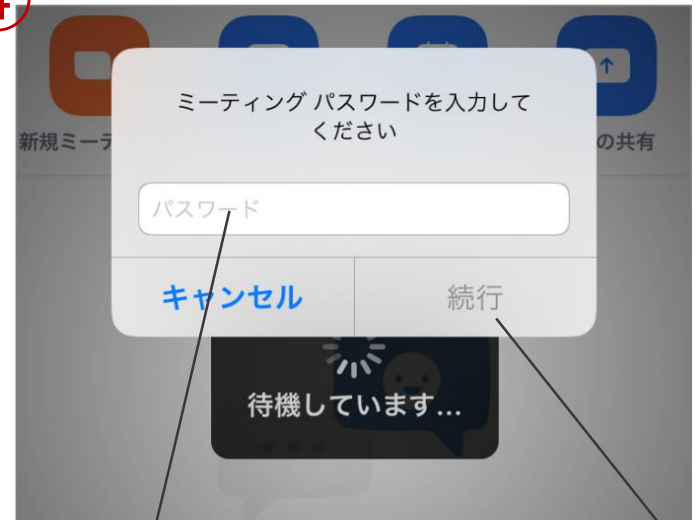 4
新規ミーテ
の共有
ミーティング パスワードを入力して
ください
パスワード
キャンセル
続行
待機しています...